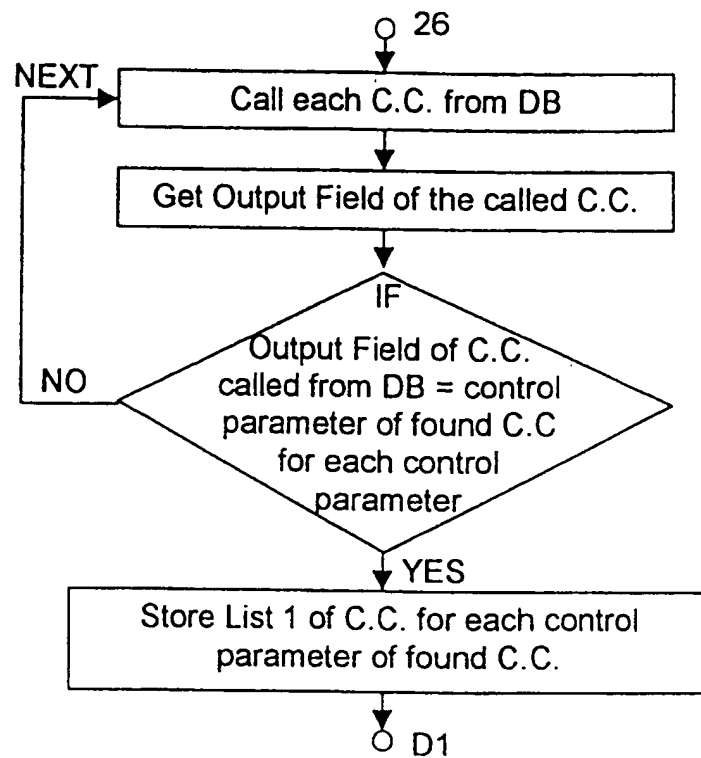 26
NEXT
Call each C.C. from DB
Get Output Field of the called C.C.
IF
Output Field of C.C.
called from DB = control
parameter of found C.C
for each control
parameter
NO
YES
Store List 1 of C.C. for each control
parameter of found C.C.
D1